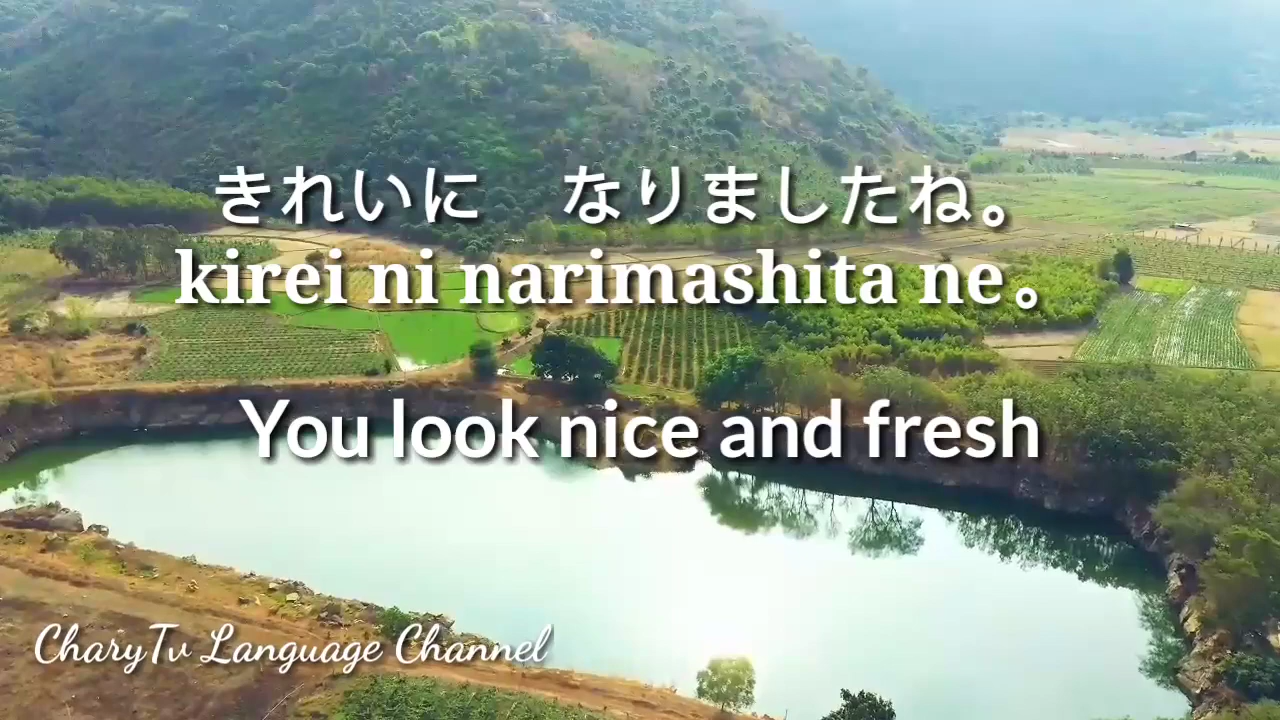 きれいに　なりましたね。
kirei ni narimashita ne。
You look nice and fresh
CharyTv Language Channel